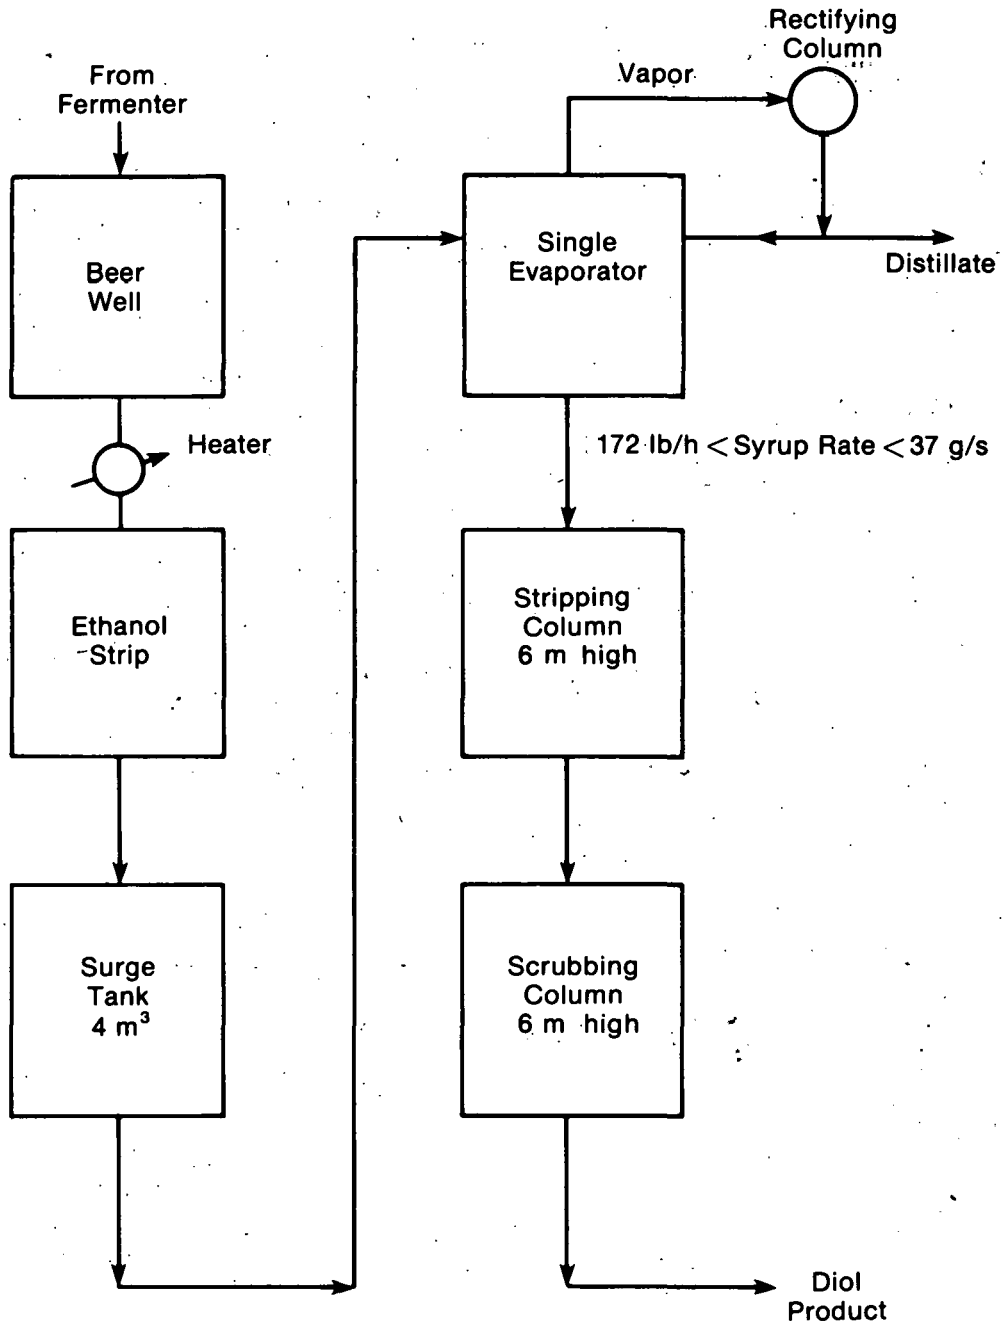 From
Fermenter
Beer
Well
Heater
Ethanol
Strip
Surge
Tank
4 m³
Rectifying
Column
Vapor
Single
Evaporator
Distillate
172 lb/h < Syrup Rate < 37 g/s
Stripping
Column
6 m high
Scrubbing
Column
6 m high
Diol
Product